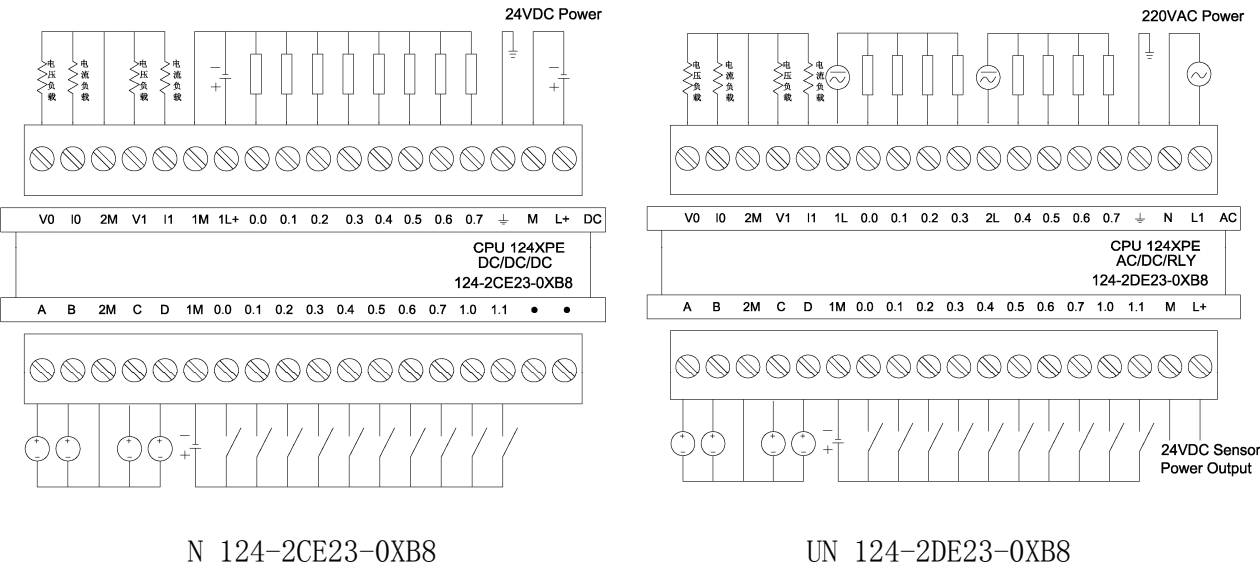 24VDC Power
电压负载
电流负载
电压负载
电流负载
V0 I0 2M V1 I1 1M 1L+ 0.0 0.1 0.2 0.3 0.4 0.5 0.6 0.7 ⏚ M L+ DC
CPU 124XPE
DC/DC/DC
124-2CE23-0XB8
A B 2M C D 1M 0.0 0.1 0.2 0.3 0.4 0.5 0.6 0.7 1.0 1.1 ● ●
N 124-2CE23-0XB8
220VAC Power
电压负载
电流负载
电压负载
电流负载
V0 I0 2M V1 I1 1L 0.0 0.1 0.2 0.3 2L 0.4 0.5 0.6 0.7 ⏚ N L1 AC
CPU 124XPE
AC/DC/RLY
124-2DE23-0XB8
A B 2M C D 1M 0.0 0.1 0.2 0.3 0.4 0.5 0.6 0.7 1.0 1.1 M L+
24VDC Sensor
Power Output
UN 124-2DE23-0XB8